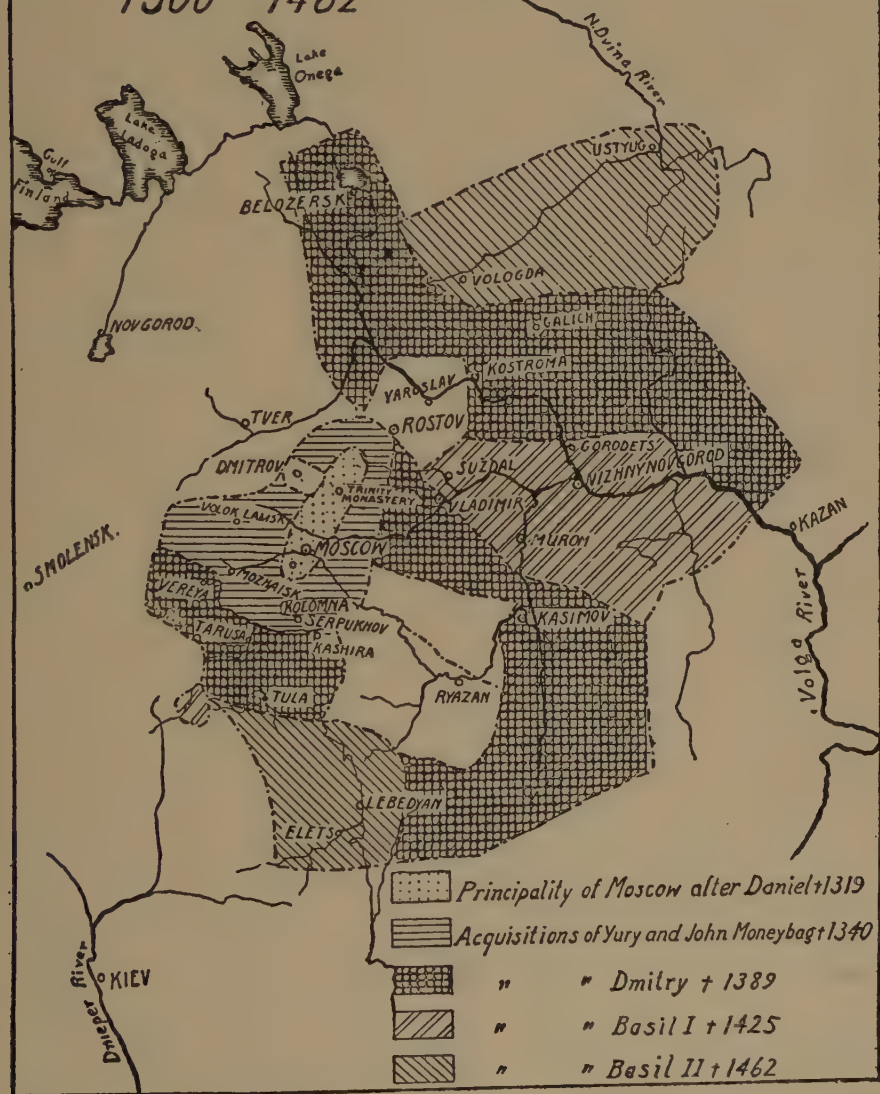 1300 - 1462
N. Dvina River
Lake
Onega
Lake
Ladoga
Gulf
of
Finland
USTYUG
BELOZERSK
VOLOGDA
NOVGOROD
GALICH
KOSTROMA
YAROSLAV
TVER
ROSTOV
GORODETS
DMITROV
SUZDAL
VIZHNYNOVGOROD
TRINITY
MONASTERY
VLADIMIR
VOLOK LAMSK
KAZAN
MOSCOW
MUROM
SMOLENSK.
MOZHAISK
VEREYA
KOLOMNA
SERPUKHOV
KASIMOV
TARUSA
KASHIRA
Volga River
RYAZAN
TULA
LEBEDYAN
ELETS
KIEV
Dnieper River
Principality of Moscow after Daniel † 1319
Acquisitions of Yury and John Moneybag † 1340
" " Dmitry † 1389
" " Basil I † 1425
" " Basil II † 1462